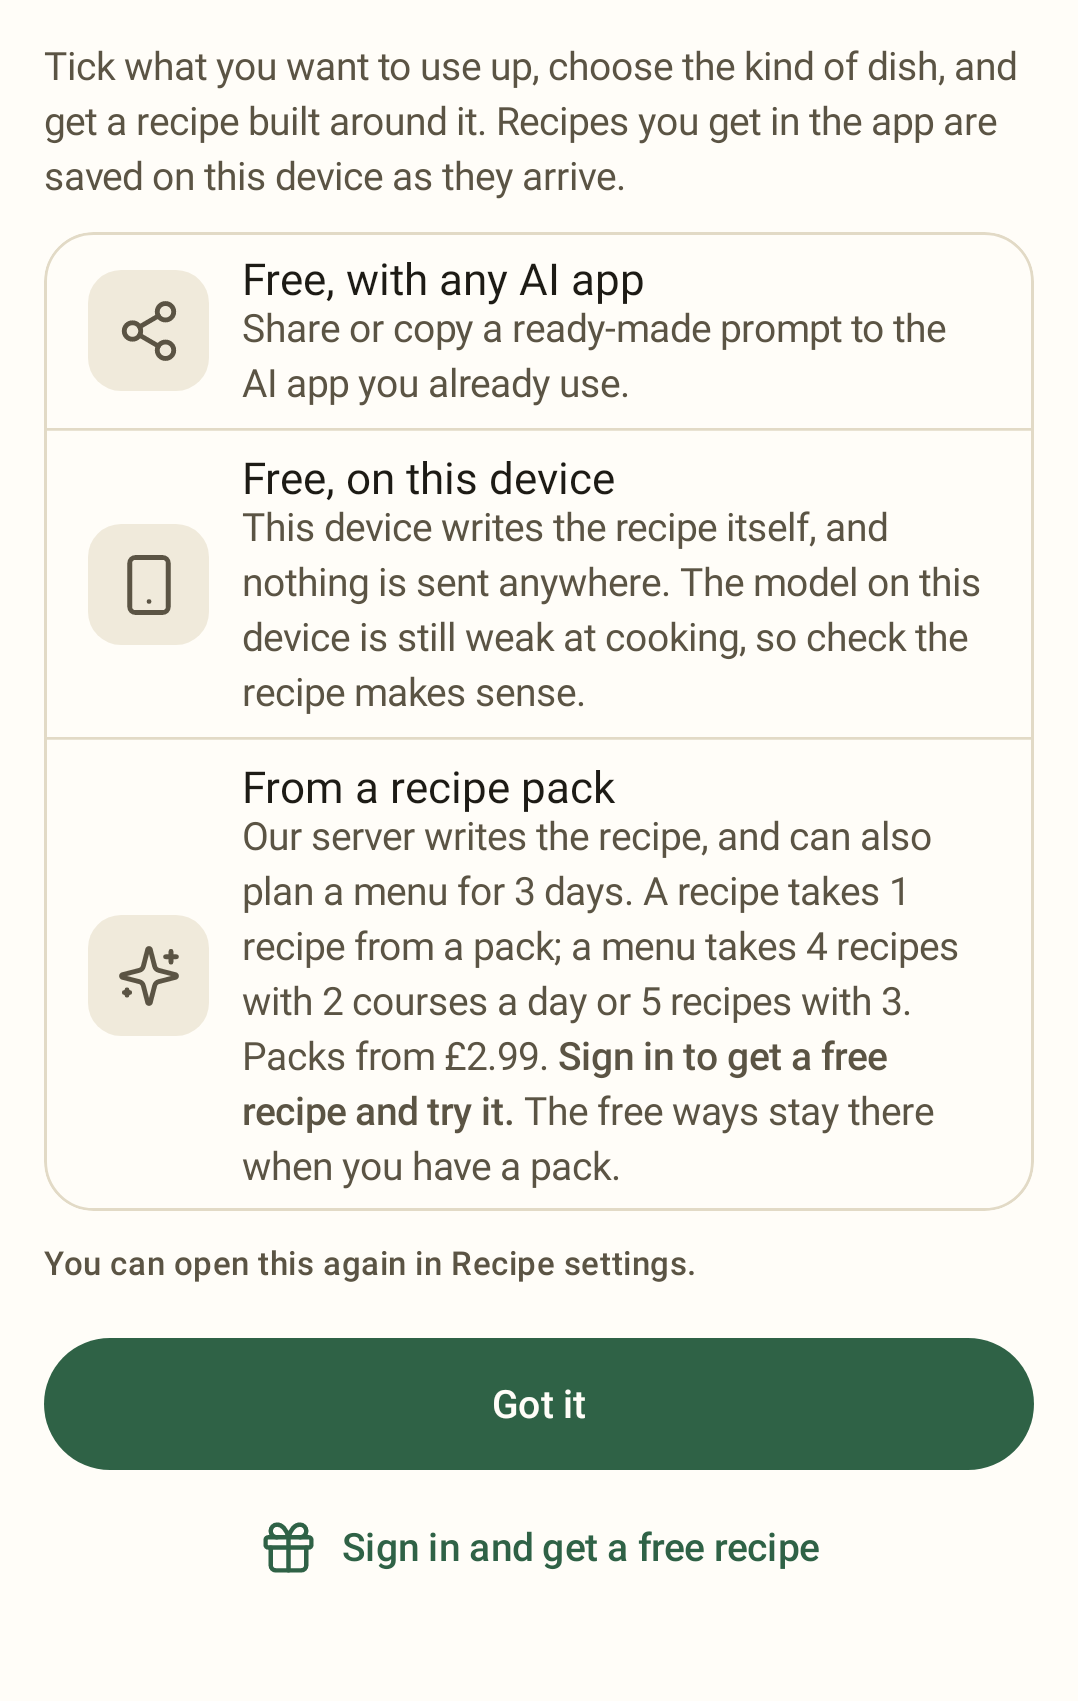 Tick what you want to use up, choose the kind of dish, and
get a recipe built around it. Recipes you get in the app are
saved on this device as they arrive.
Free, with any AI app
Share or copy a ready-made prompt to the
AI app you already use.
Free, on this device
This device writes the recipe itself, and
nothing is sent anywhere. The model on this
device is still weak at cooking, so check the
recipe makes sense.
From a recipe pack
Our server writes the recipe, and can also
plan a menu for 3 days. A recipe takes 1
recipe from a pack; a menu takes 4 recipes
with 2 courses a day or 5 recipes with 3.
Packs from £2.99. Sign in to get a free
recipe and try it. The free ways stay there
when you have a pack.
You can open this again in Recipe settings.
Got it
Sign in and get a free recipe